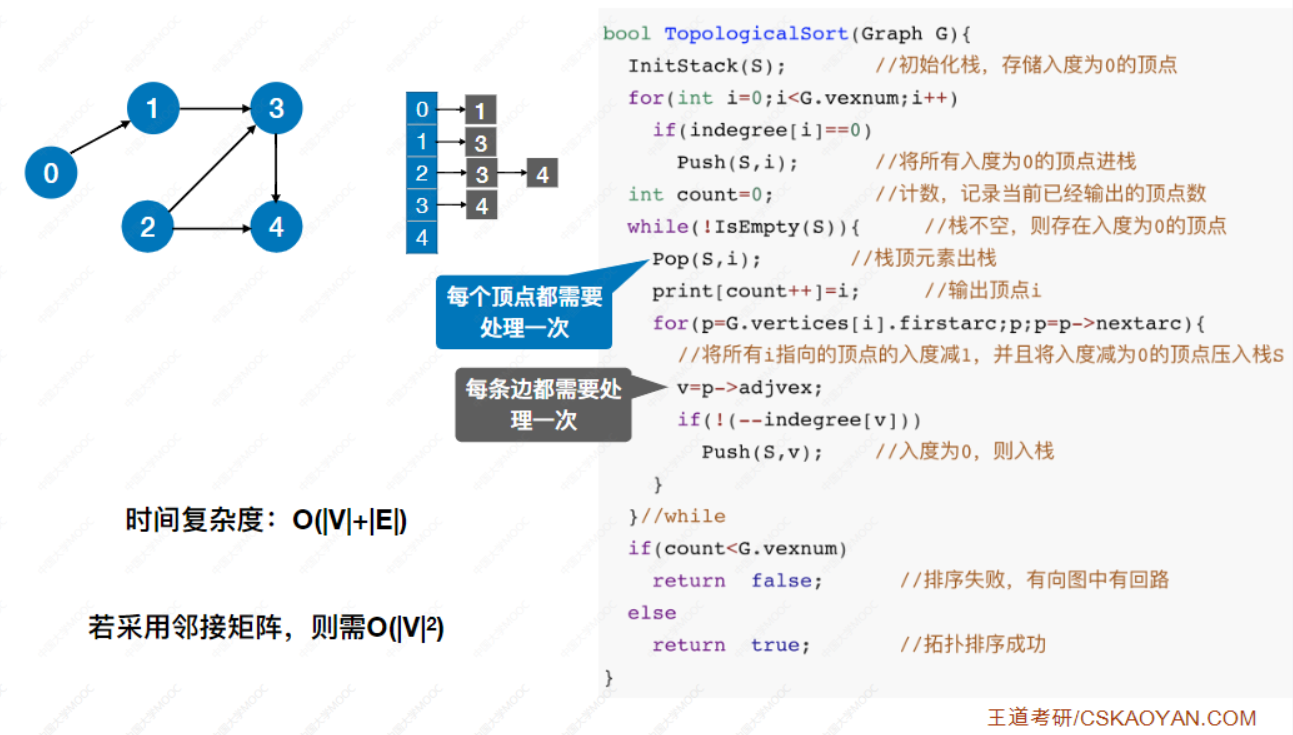 0
1
3
2
4
0 1
1 3
2 3 4
3 4
4
每个顶点都需要
处理一次
每条边都需要处
理一次
时间复杂度：O(|V|+|E|)
若采用邻接矩阵，则需O(|V|²)
bool TopologicalSort(Graph G){
InitStack(S); //初始化栈，存储入度为0的顶点
for(int i=0;i<G.vexnum;i++)
if(indegree[i]==0)
Push(S,i); //将所有入度为0的顶点进栈
int count=0; //计数，记录当前已经输出的顶点数
while(!IsEmpty(S)){ //栈不空，则存在入度为0的顶点
Pop(S,i); //栈顶元素出栈
print[count++]=i; //输出顶点i
for(p=G.vertices[i].firstarc;p;p=p->nextarc){
//将所有i指向的顶点的入度减1，并且将入度减为0的顶点压入栈S
v=p->adjvex;
if(!(--indegree[v]))
Push(S,v); //入度为0，则入栈
}
}//while
if(count<G.vexnum)
return false; //排序失败，有向图中有回路
else
return true; //拓扑排序成功
}
王道考研/CSKAOYAN.COM
中国大学MOOC